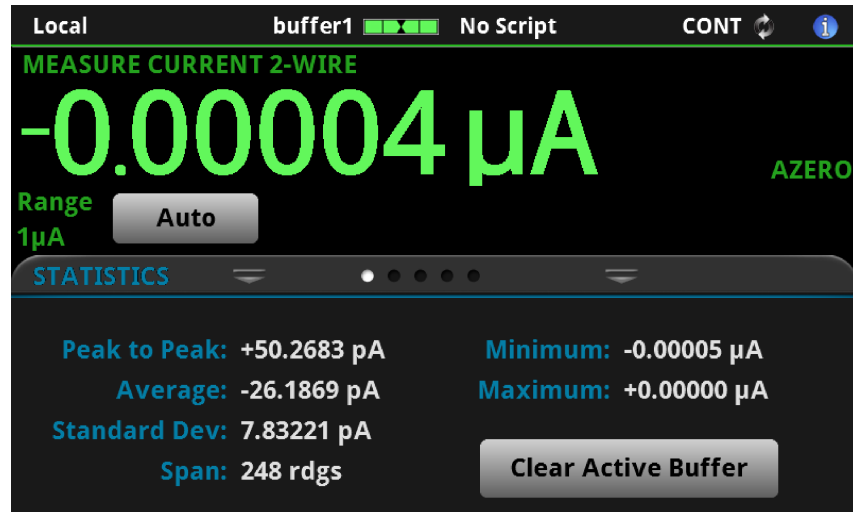 Local buffer1 No Script CONT i
MEASURE CURRENT 2-WIRE
-0.00004 µA
AZERO
Range
1µA
Auto
STATISTICS
Peak to Peak: +50.2683 pA
Average: -26.1869 pA
Standard Dev: 7.83221 pA
Span: 248 rdgs
Minimum: -0.00005 µA
Maximum: +0.00000 µA
Clear Active Buffer